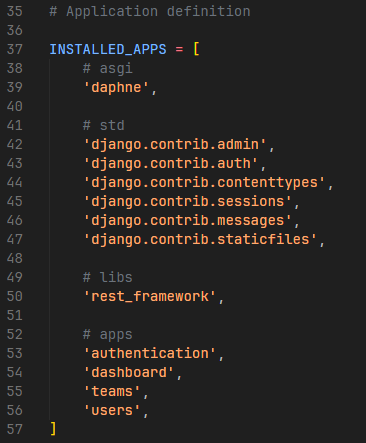 35 # Application definition
36
37 INSTALLED_APPS = [
38     # asgi
39     'daphne',
40
41     # std
42     'django.contrib.admin',
43     'django.contrib.auth',
44     'django.contrib.contenttypes',
45     'django.contrib.sessions',
46     'django.contrib.messages',
47     'django.contrib.staticfiles',
48
49     # libs
50     'rest_framework',
51
52     # apps
53     'authentication',
54     'dashboard',
55     'teams',
56     'users',
57 ]